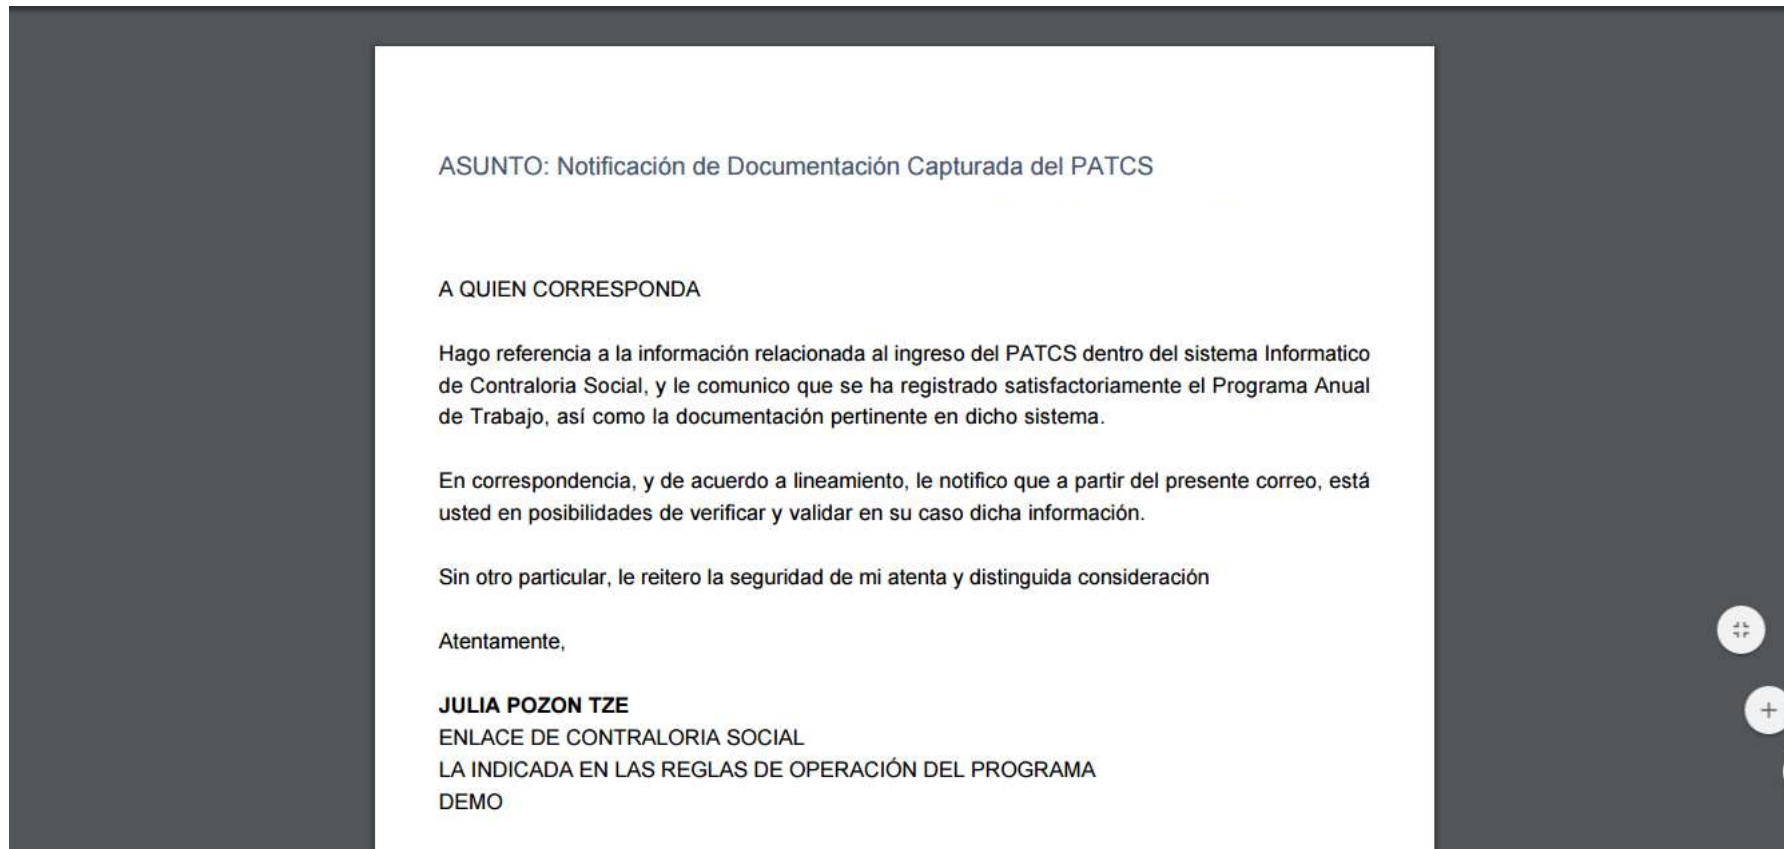 ASUNTO: Notificación de Documentación Capturada del PATCS
A QUIEN CORRESPONDA
Hago referencia a la información relacionada al ingreso del PATCS dentro del sistema Informatico
de Contraloria Social, y le comunico que se ha registrado satisfactoriamente el Programa Anual
de Trabajo, así como la documentación pertinente en dicho sistema.
En correspondencia, y de acuerdo a lineamiento, le notifico que a partir del presente correo, está
usted en posibilidades de verificar y validar en su caso dicha información.
Sin otro particular, le reitero la seguridad de mi atenta y distinguida consideración
Atentamente,
JULIA POZON TZE
ENLACE DE CONTRALORIA SOCIAL
LA INDICADA EN LAS REGLAS DE OPERACIÓN DEL PROGRAMA
DEMO